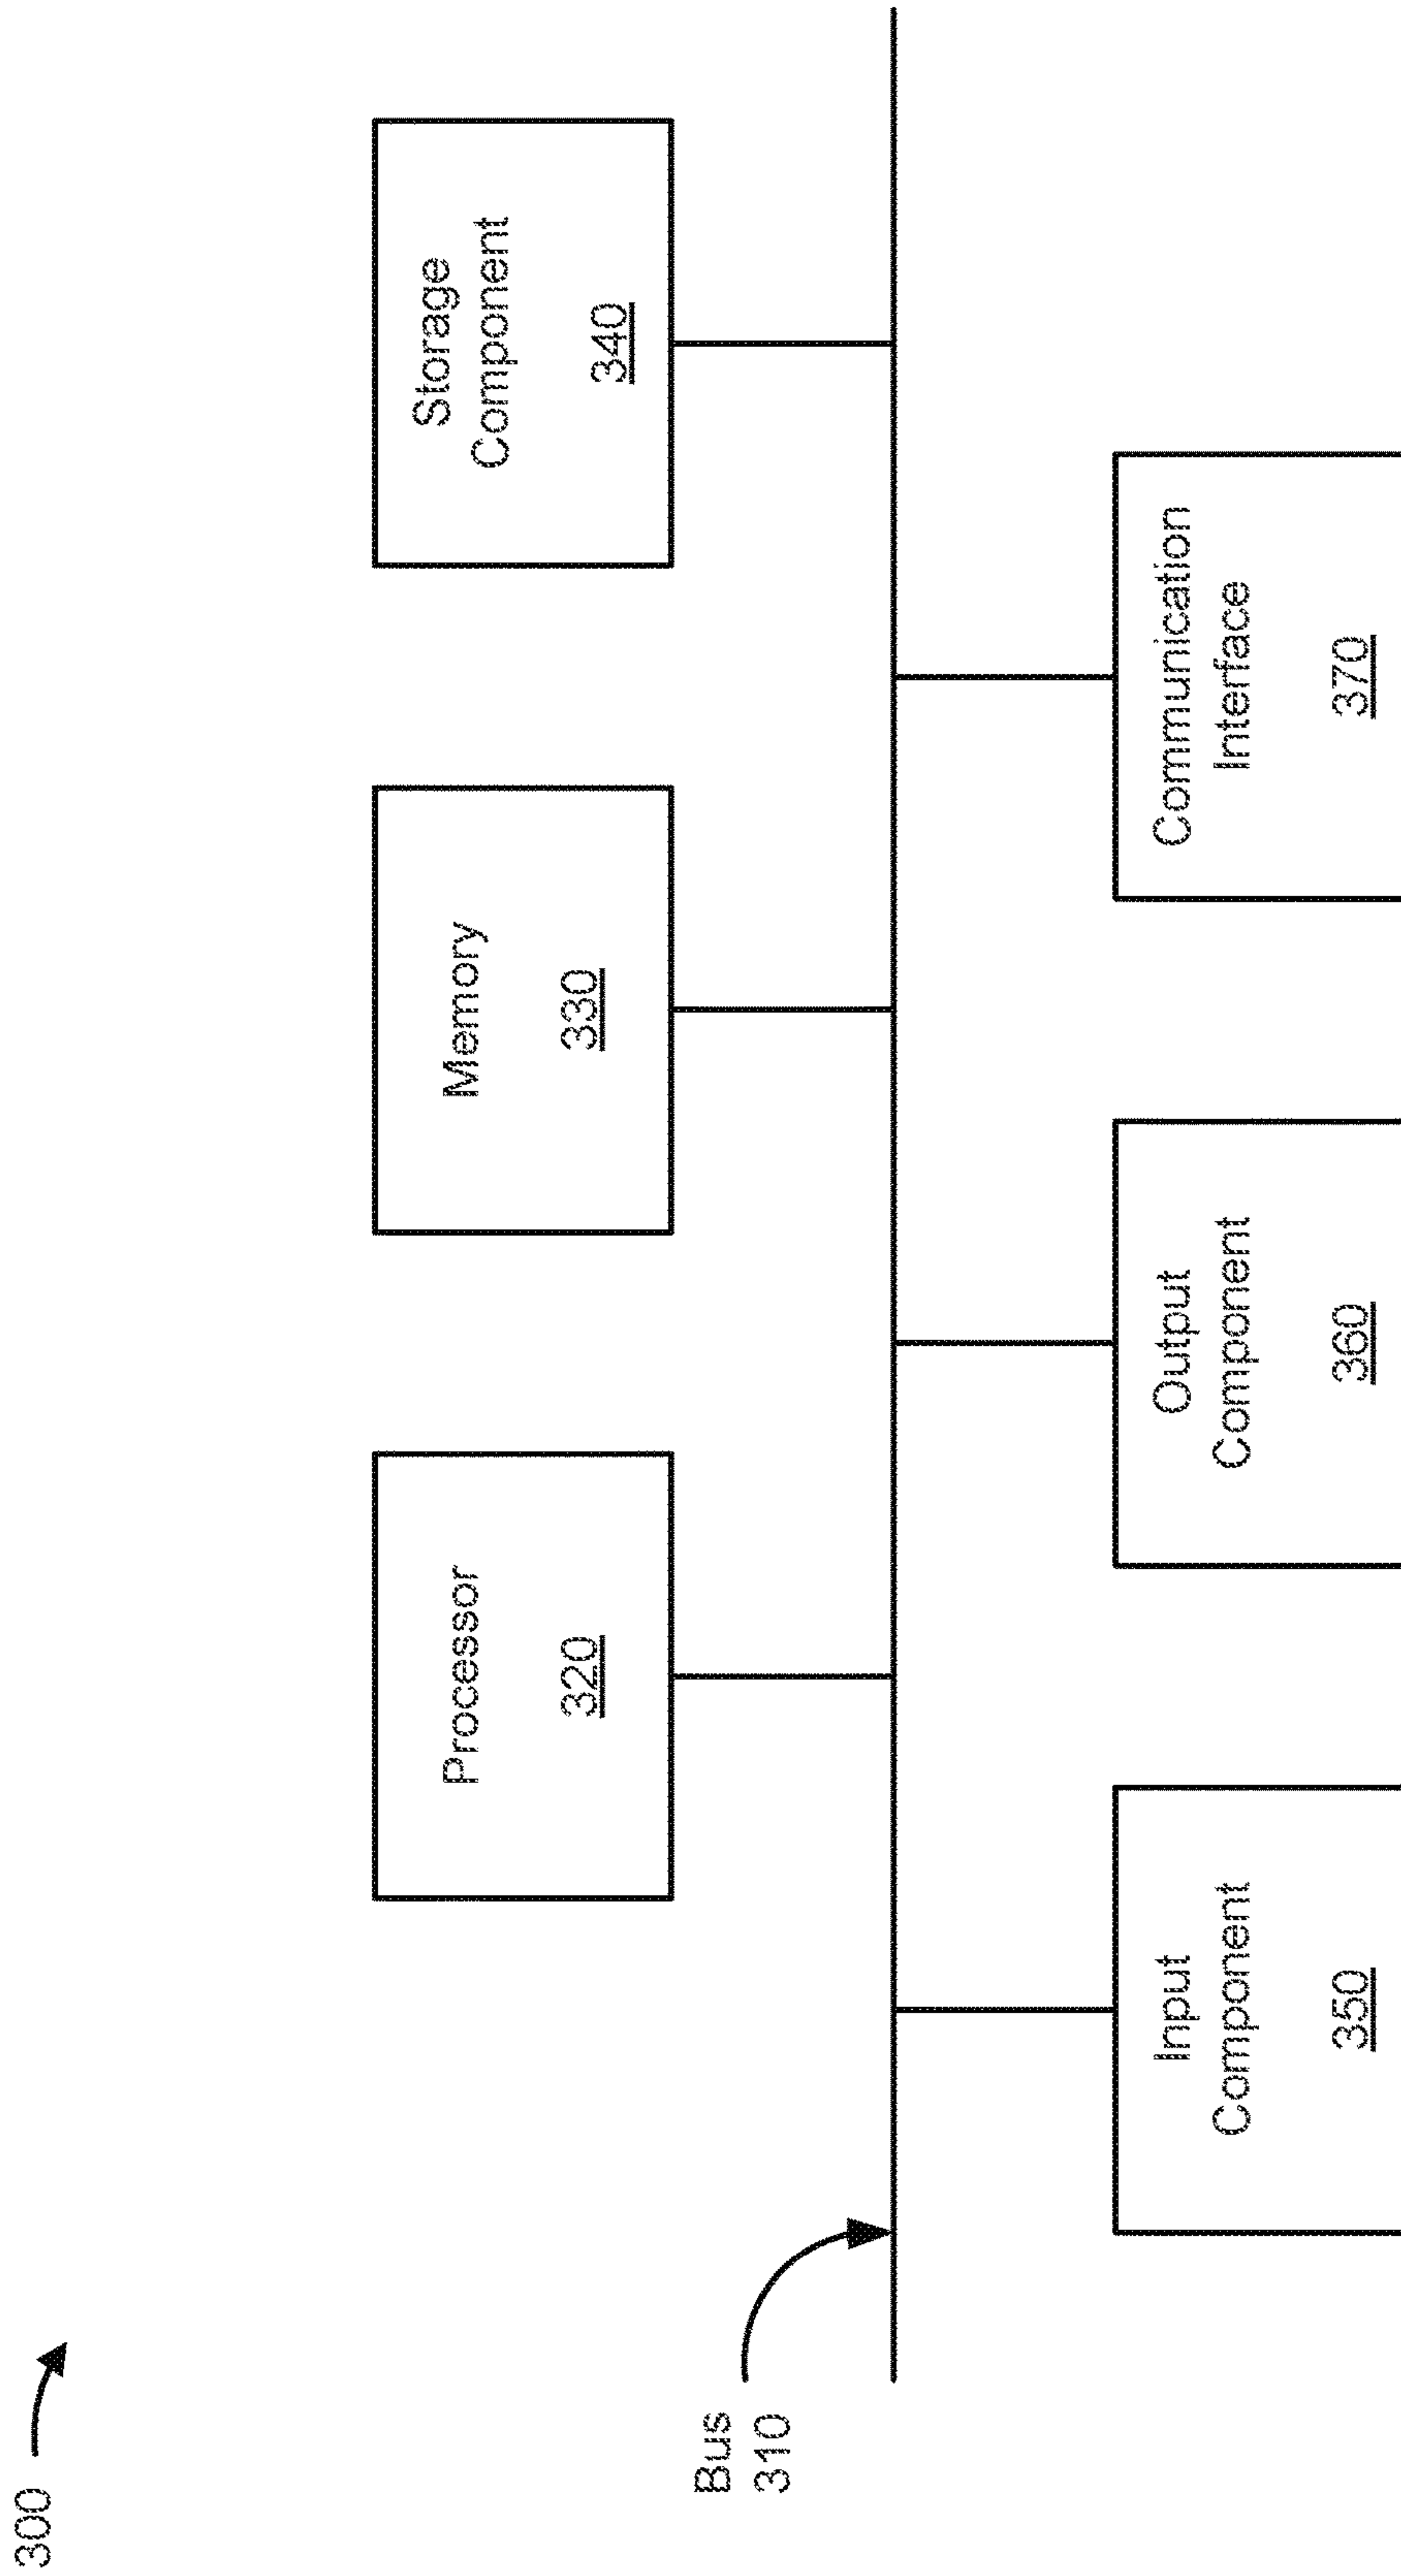 300
Processor
320
Memory
330
Storage
Component
340
Bus
310
Input
Component
350
Output
Component
360
Communication
Interface
370